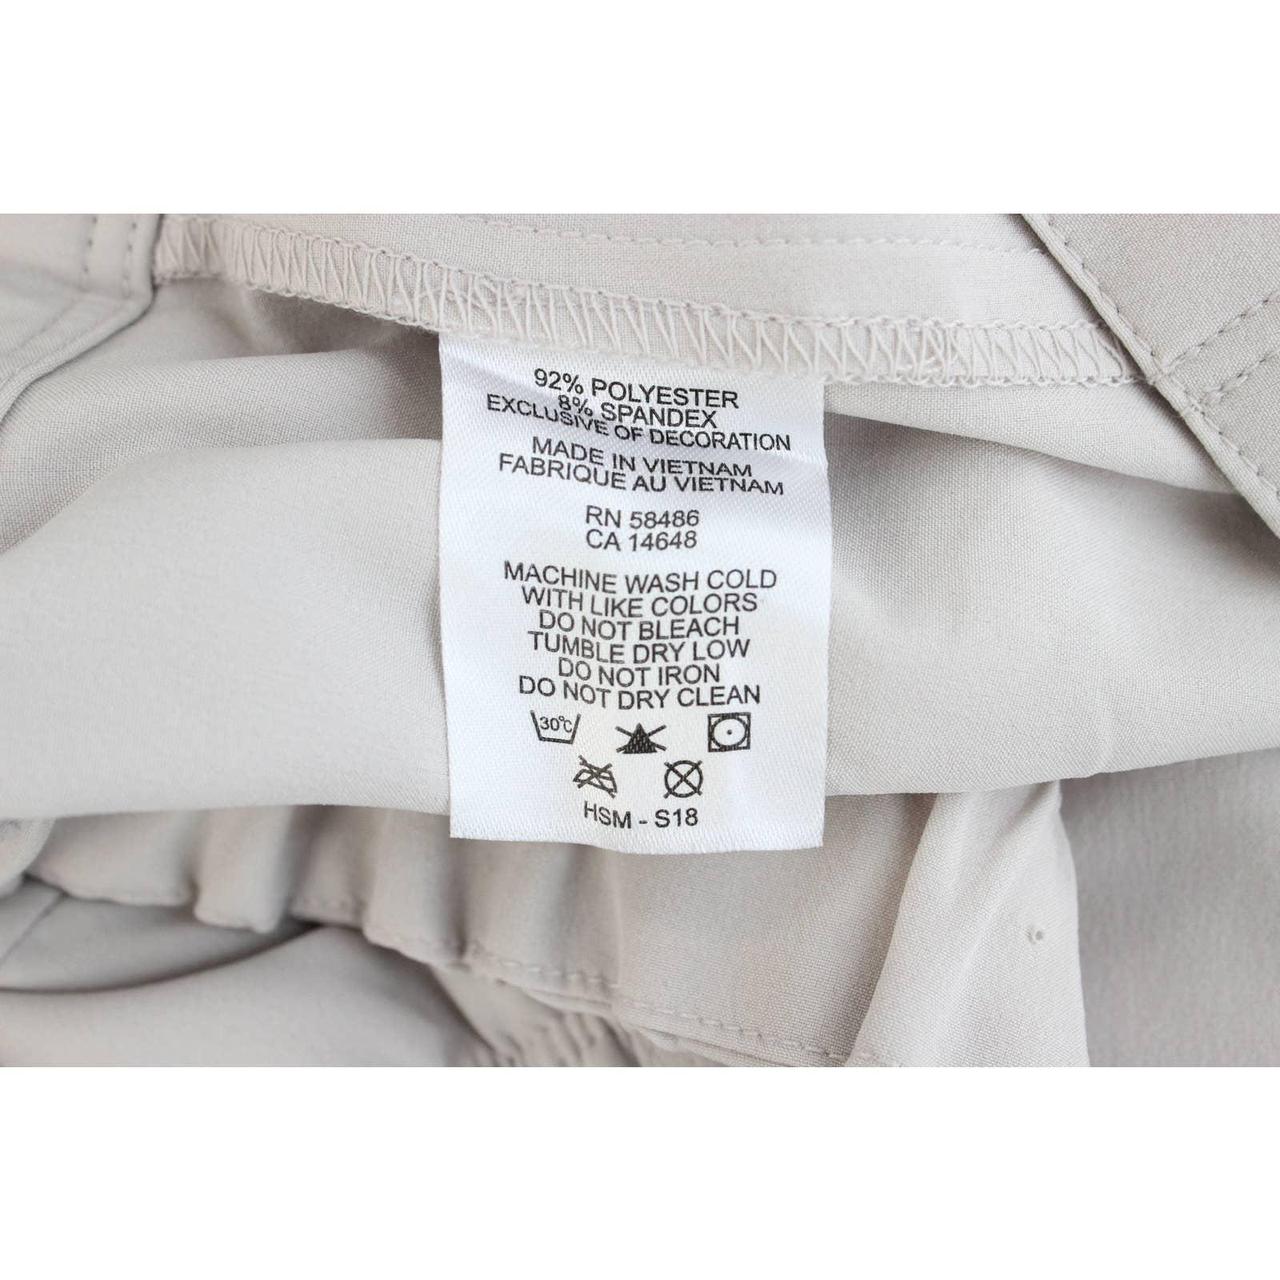 92% POLYESTER
8% SPANDEX
EXCLUSIVE OF DECORATION
MADE IN VIETNAM
FABRIQUE AU VIETNAM
RN 58486
CA 14648
MACHINE WASH COLD
WITH LIKE COLORS
DO NOT BLEACH
TUMBLE DRY LOW
DO NOT IRON
DO NOT DRY CLEAN
30°C
HSM - S18